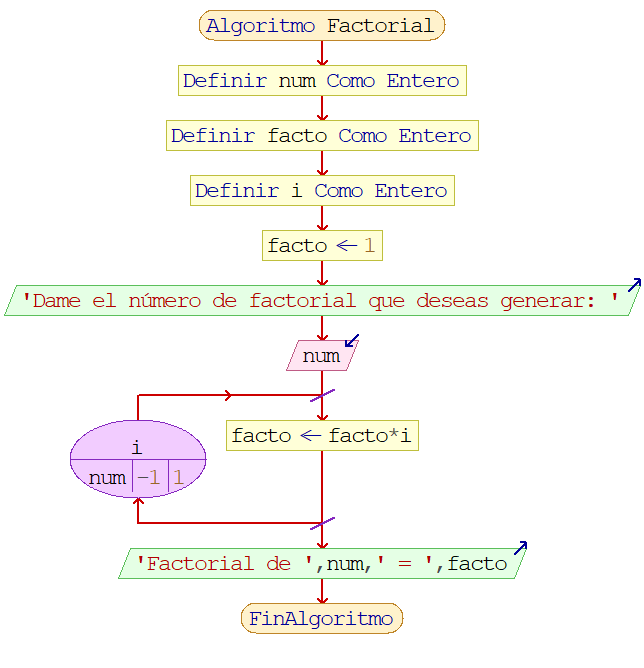 Algoritmo Factorial
Definir num Como Entero
Definir facto Como Entero
Definir i Como Entero
facto ← 1
'Dame el número de factorial que deseas generar: '
num
facto ← facto*i
i
num -1 1
'Factorial de ',num,' = ',facto
FinAlgoritmo